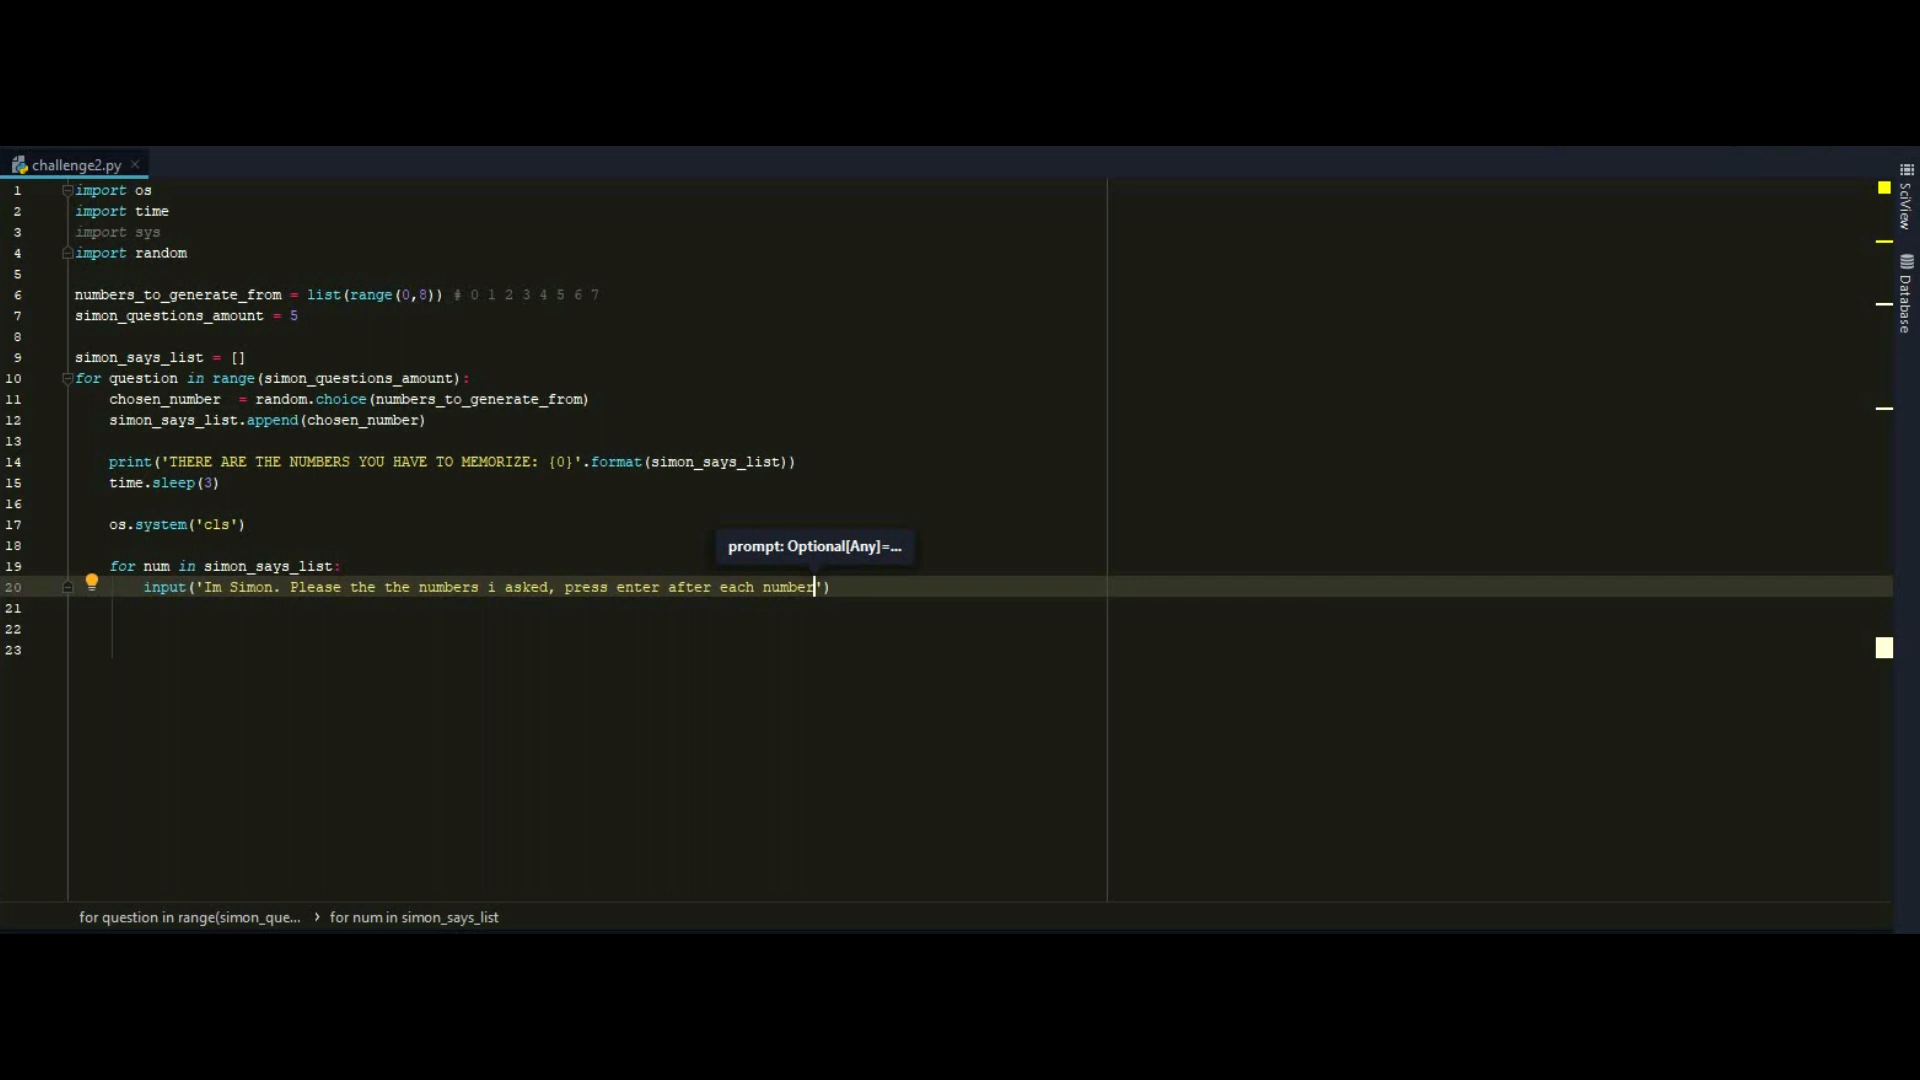 challenge2.py
1 import os
2 import time
3 import sys
4 import random
5
6 numbers_to_generate_from = list(range(0,8)) # 0 1 2 3 4 5 6 7
7 simon_questions_amount = 5
8
9 simon_says_list = []
10 for question in range(simon_questions_amount):
11     chosen_number  = random.choice(numbers_to_generate_from)
12     simon_says_list.append(chosen_number)
13
14     print('THERE ARE THE NUMBERS YOU HAVE TO MEMORIZE: {0}'.format(simon_says_list))
15     time.sleep(3)
16
17     os.system('cls')
18
prompt: Optional[Any]=...
19     for num in simon_says_list:
20         input('Im Simon. Please the the numbers i asked, press enter after each number')
21
22
23
for question in range(simon_que... › for num in simon_says_list
SciView
Database